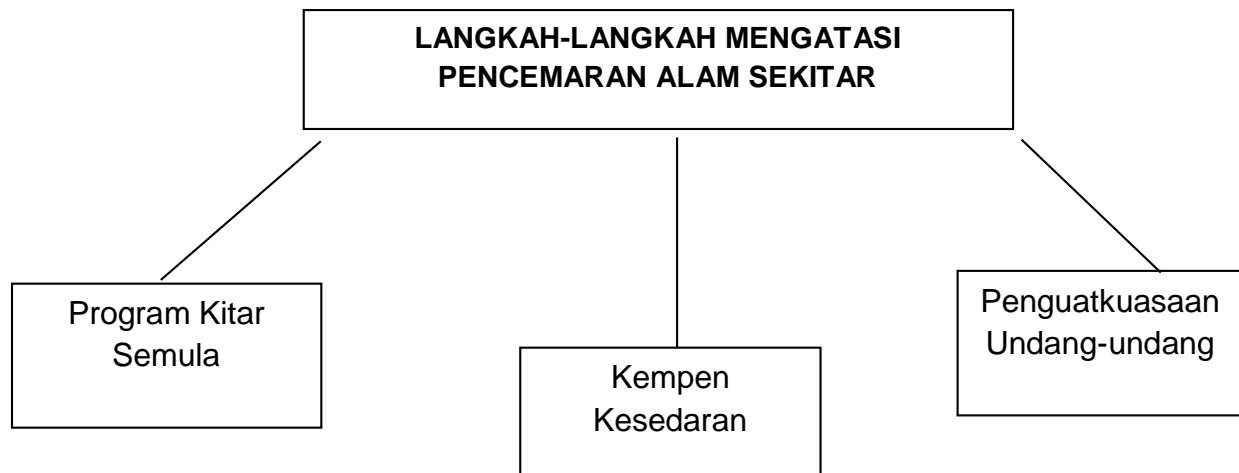 LANGKAH-LANGKAH MENGATASI
PENCEMARAN ALAM SEKITAR
Program Kitar
Semula
Kempen
Kesedaran
Penguatkuasaan
Undang-undang